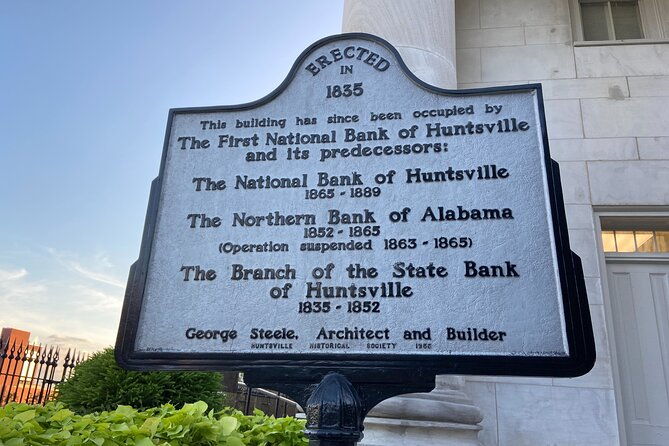 ERECTED
IN
1835
This building has since been occupied by
The First National Bank of Huntsville
and its predecessors:
The National Bank of Huntsville
1865 - 1889
The Northern Bank of Alabama
1852 - 1865
(Operation suspended 1863 - 1865)
The Branch of the State Bank
of Huntsville
1835 - 1852
George Steele, Architect and Builder
HUNTSVILLE HISTORICAL SOCIETY